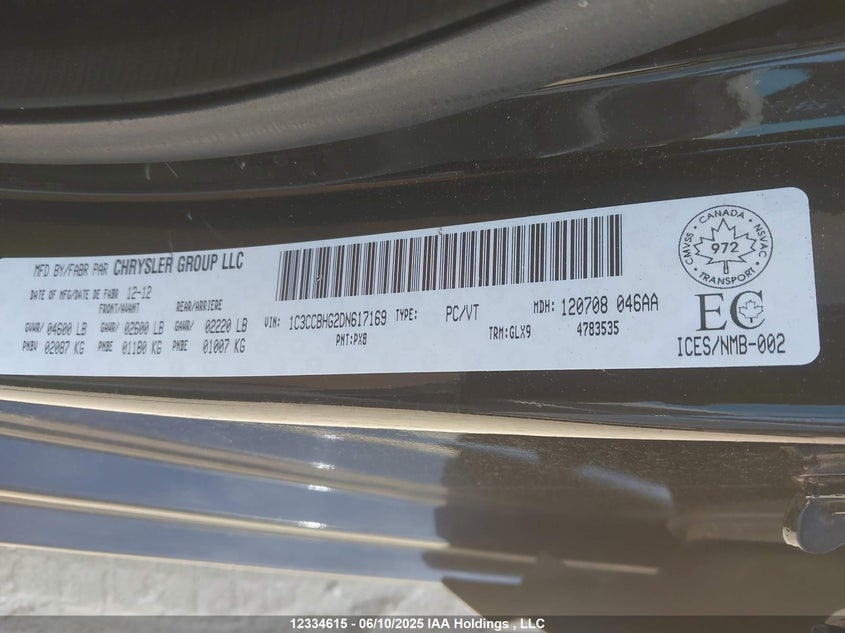 MFD BY/FABR PAR CHRYSLER GROUP LLC
DATE OF MFG/DATE DE FABR 12-12
FRONT/AVANT REAR/ARRIERE
GVWR/ 04600 LB GAWR/ 02600 LB GAWR/ 02220 LB
PNBV 02087 KG PNBE 01180 KG PNBE 01007 KG
VIN: 1C3CCBHG2DN617169 TYPE: PC/VT MDH: 120708 046AA
PNT:PX8 TRM:GLX9 4783535
CANADA
CMVSS NSVAC
972
TRANSPORT
EC
ICES/NMB-002
12334615 - 06/10/2025 IAA Holdings , LLC